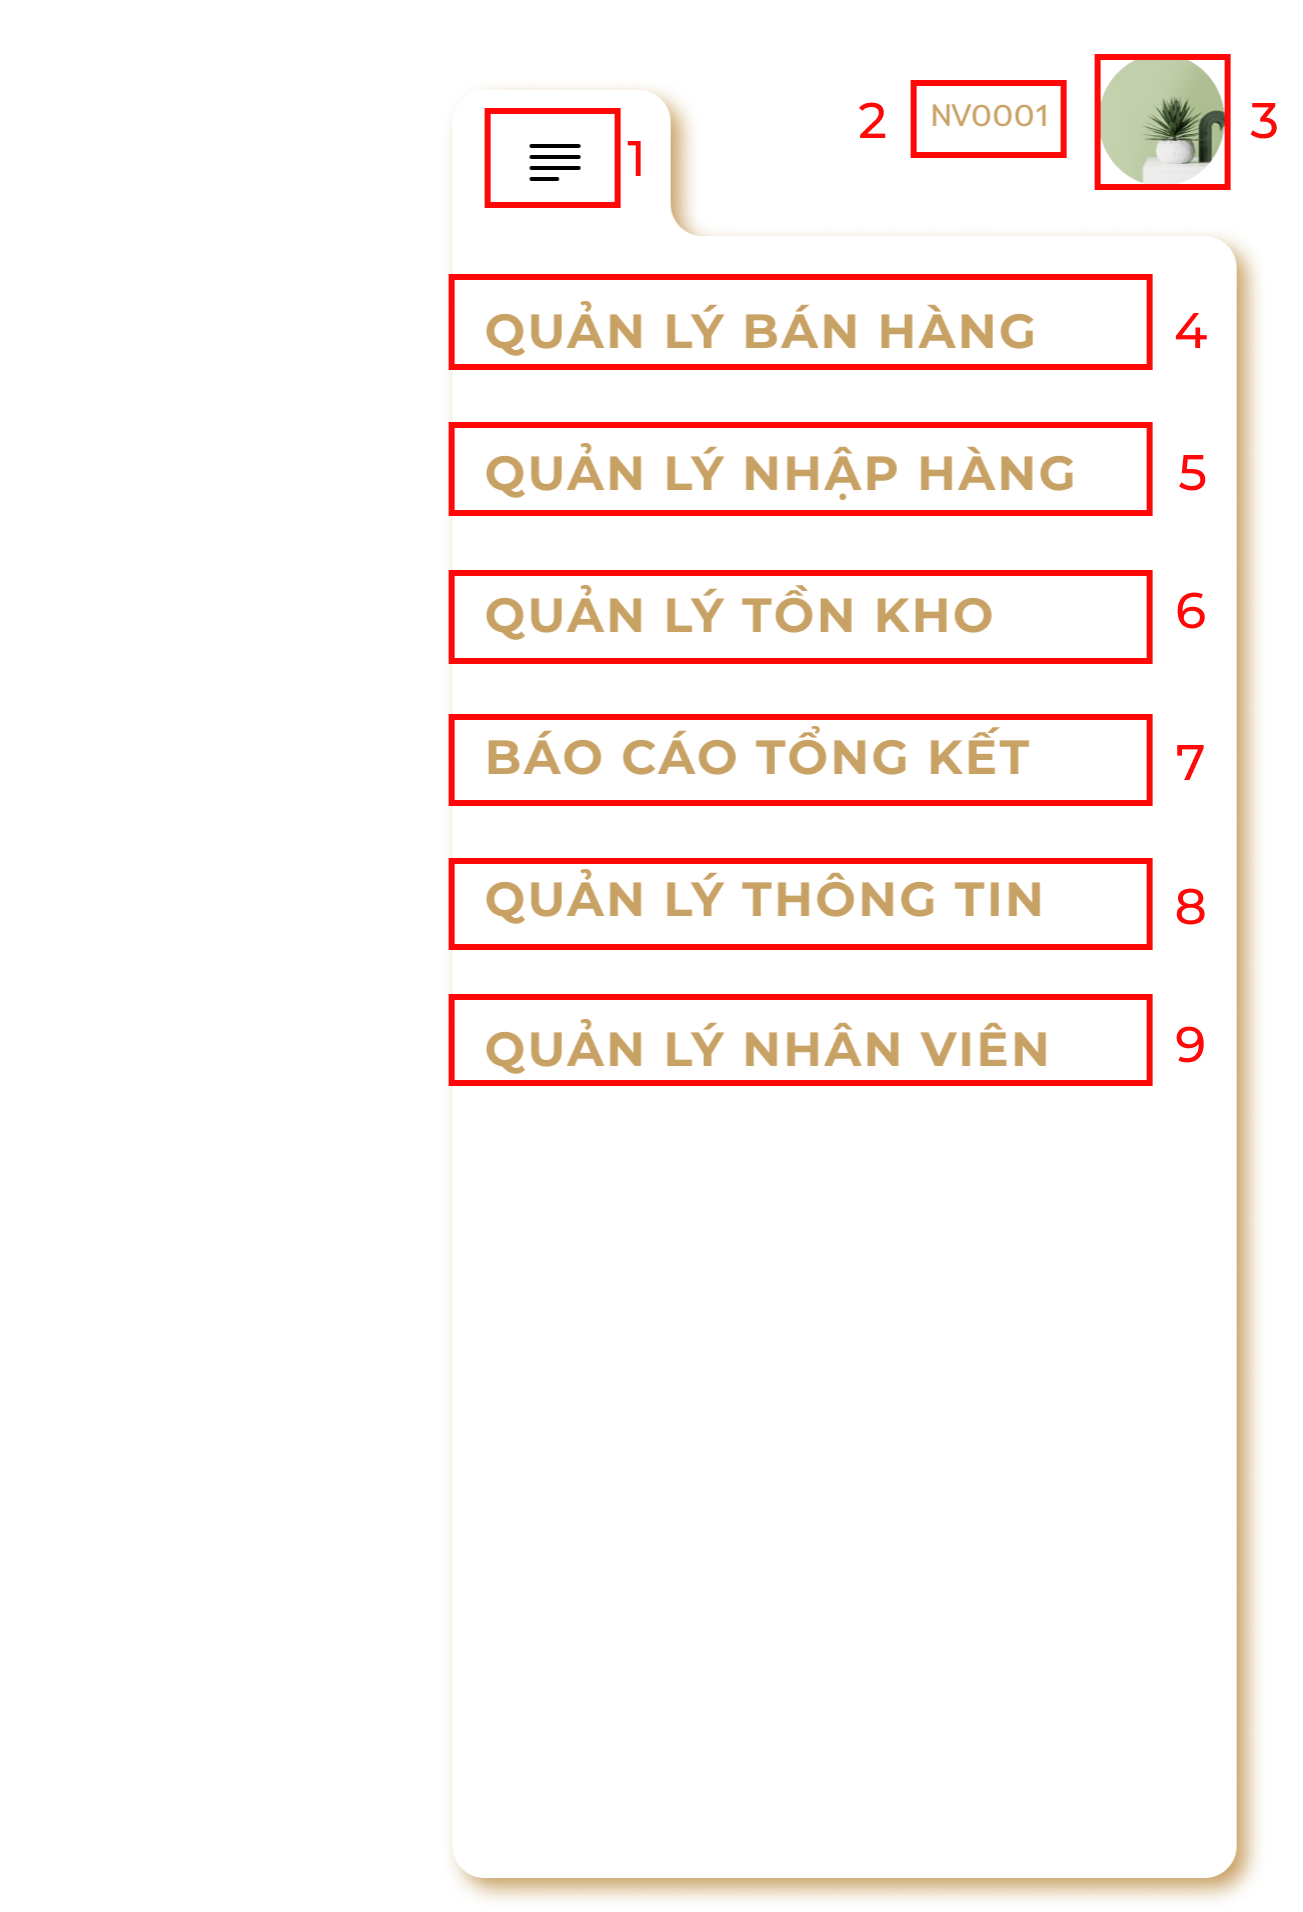 1
2 NV0001 3
QUẢN LÝ BÁN HÀNG 4
QUẢN LÝ NHẬP HÀNG 5
QUẢN LÝ TỒN KHO 6
BÁO CÁO TỔNG KẾT 7
QUẢN LÝ THÔNG TIN 8
QUẢN LÝ NHÂN VIÊN 9